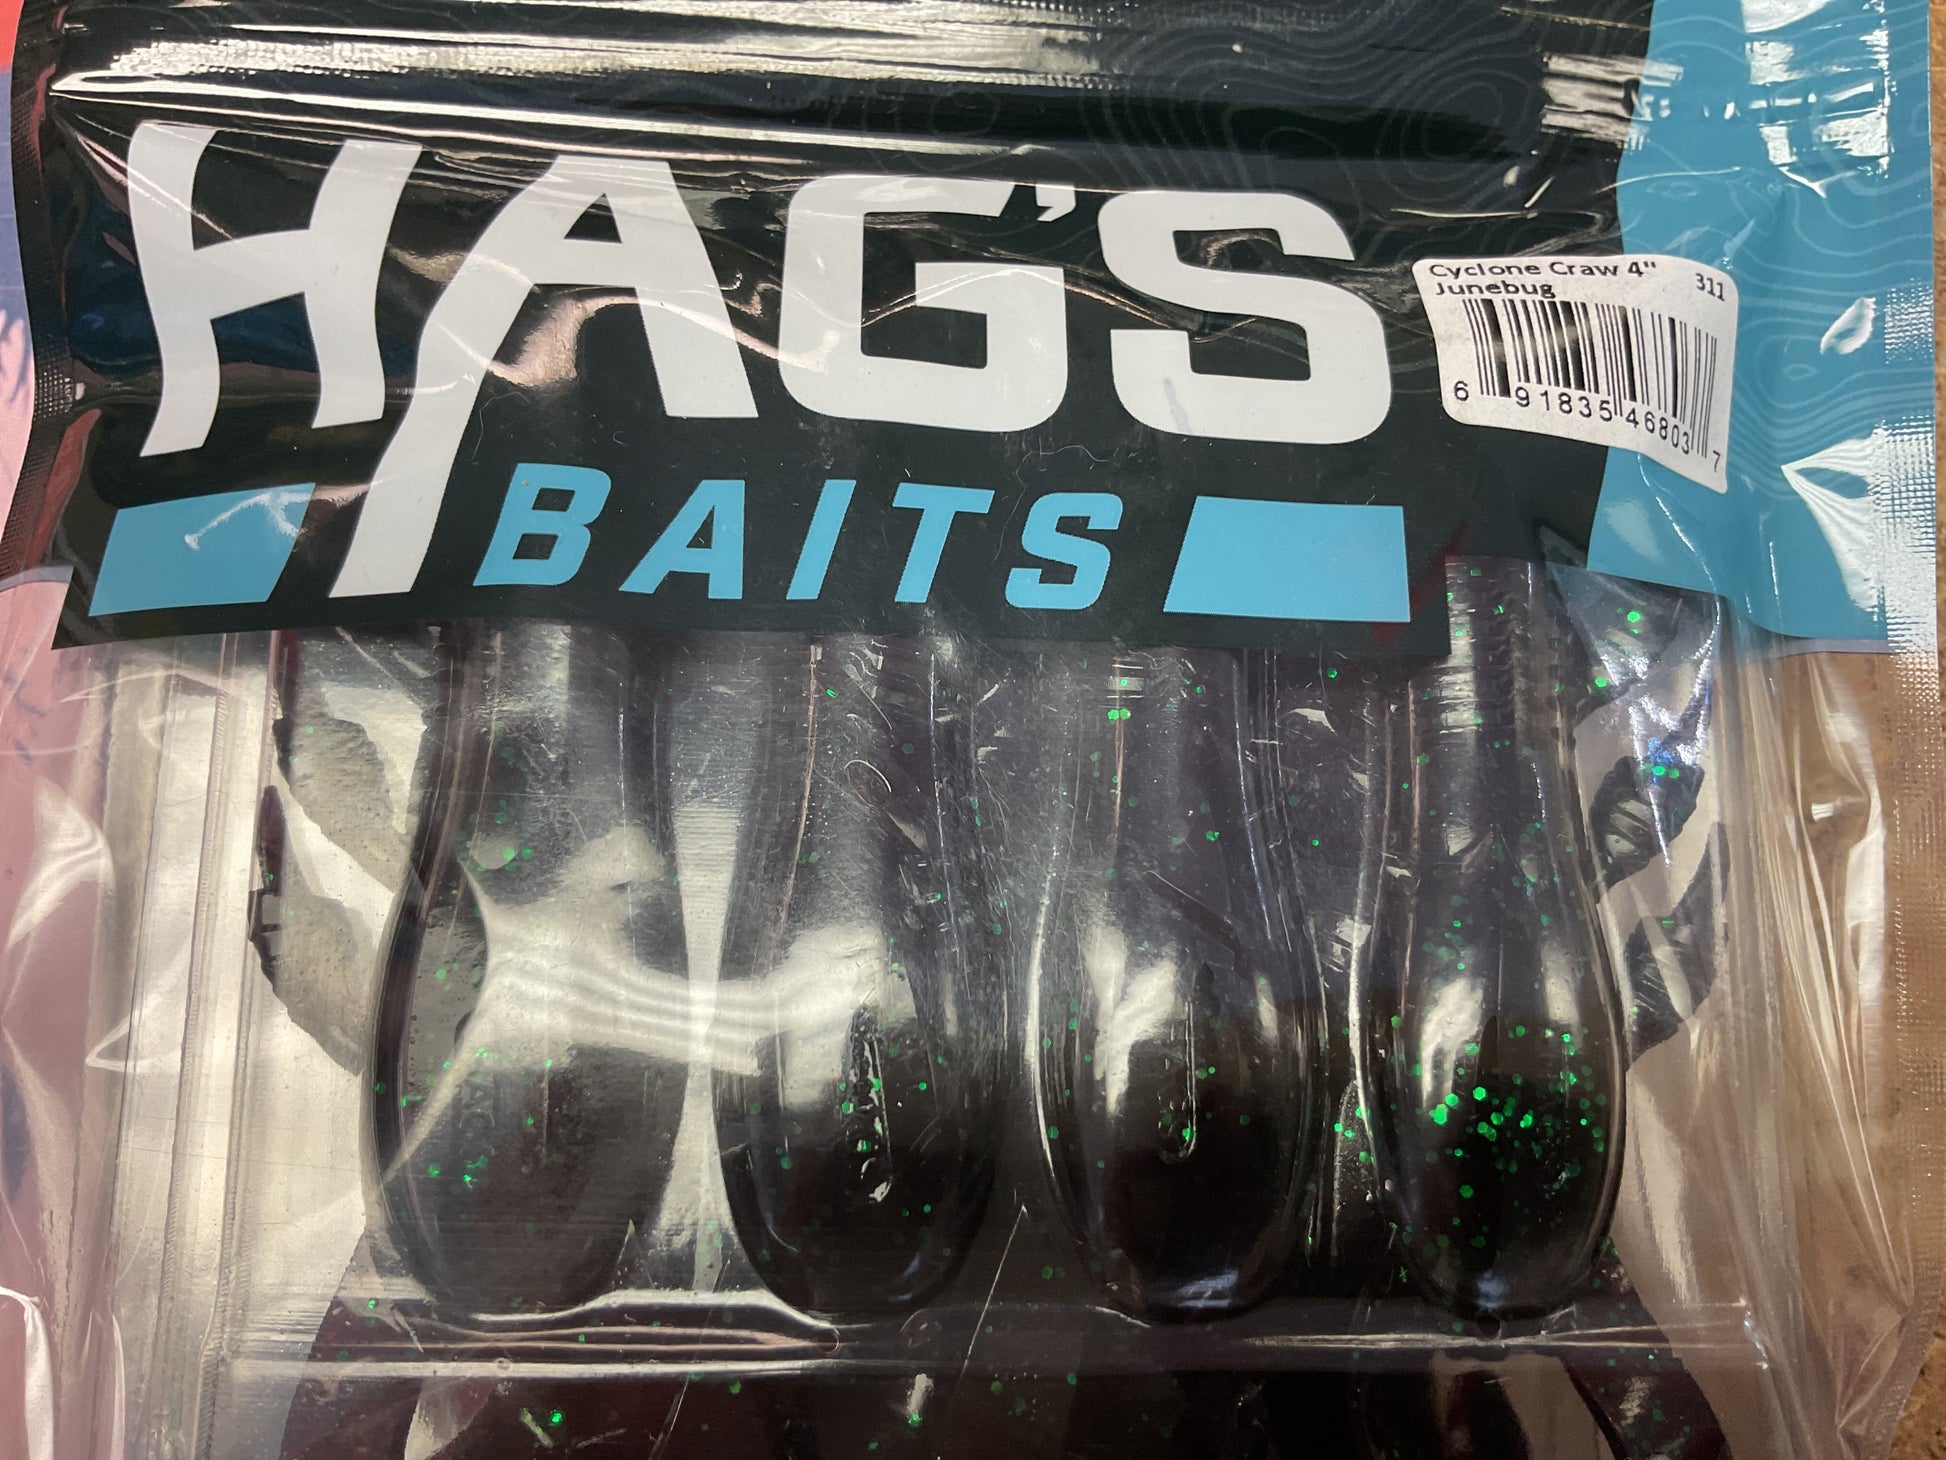 HAG'S
BAITS
Cyclone Craw 4" 311
Junebug
6 91835 46803 7